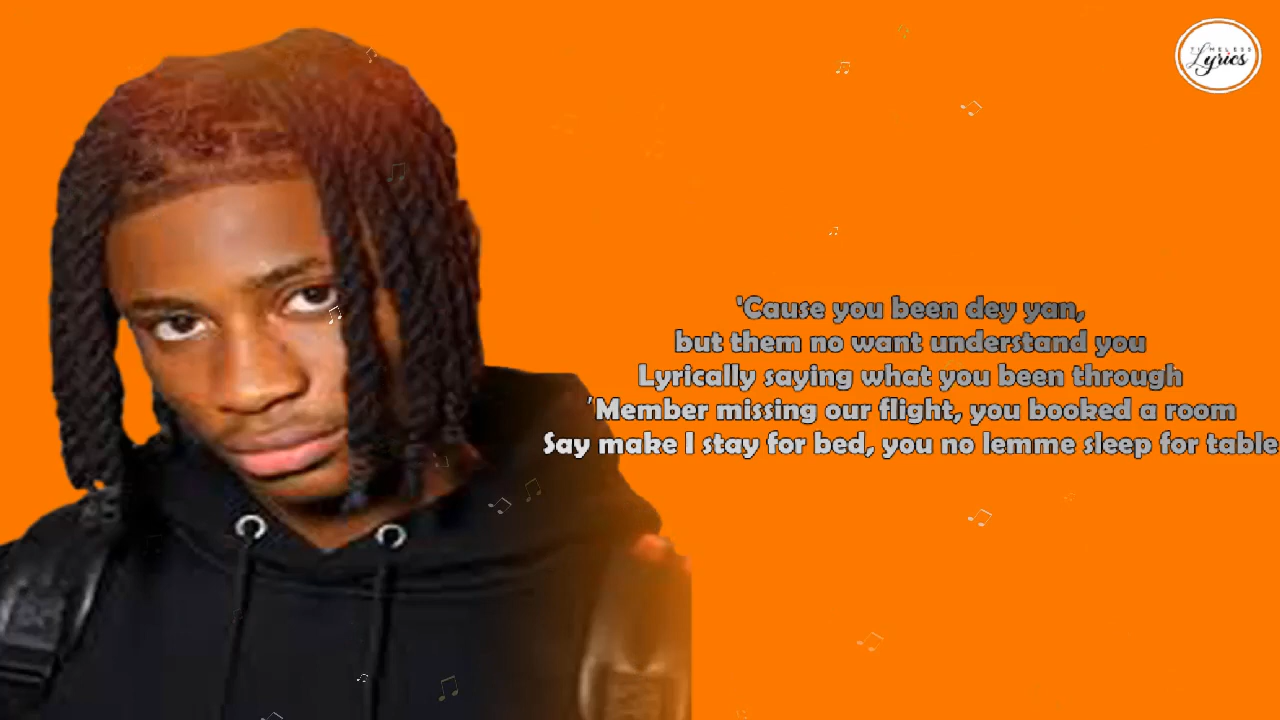 TIMELESS
Lyrics
'Cause you been dey yan,
but them no want understand you
Lyrically saying what you been through
'Member missing our flight, you booked a room
Say make I stay for bed, you no lemme sleep for table